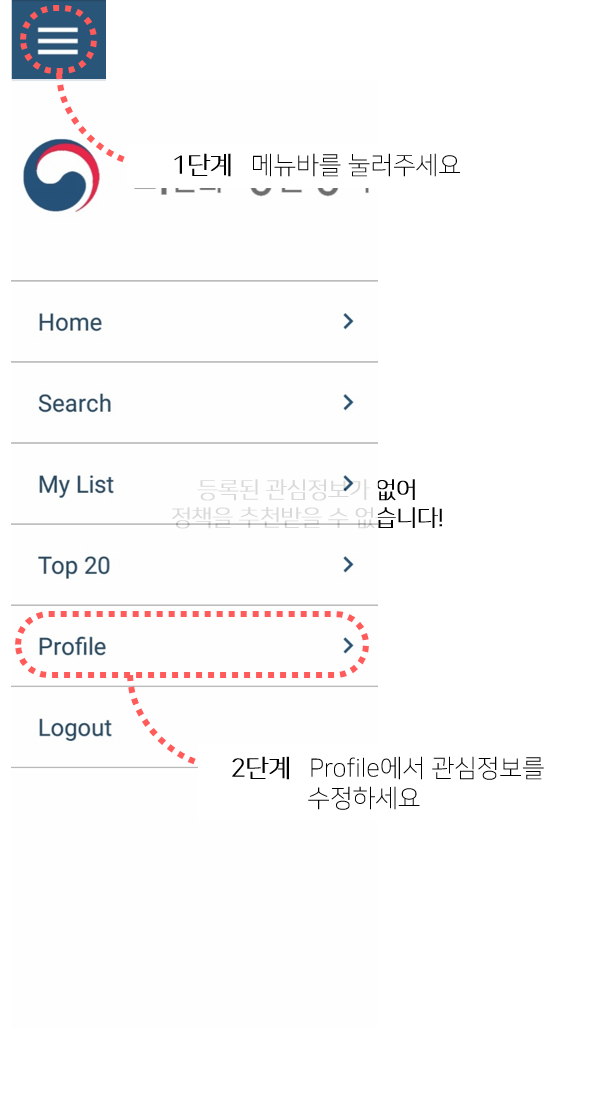 1단계 메뉴바를 눌러주세요
Home
Search
My List
등록된 관심정보가 없어
정책을 추천받을 수 없습니다!
Top 20
Profile
Logout
2단계 Profile에서 관심정보를
수정하세요